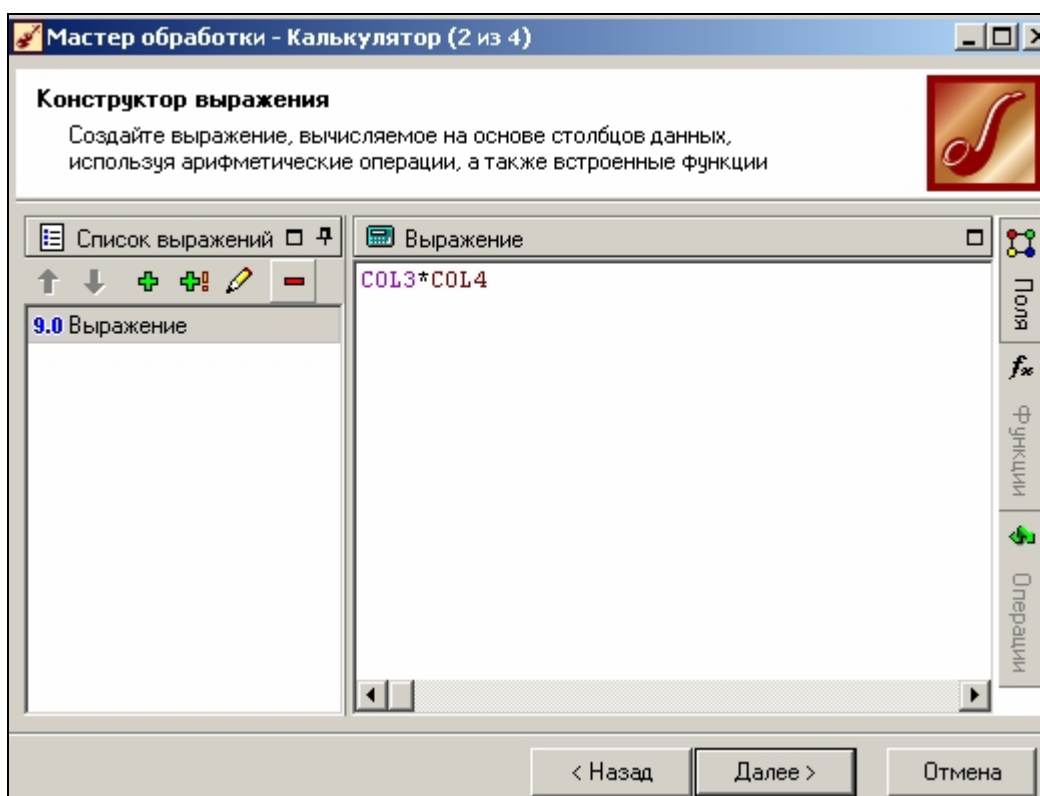 Мастер обработки - Калькулятор (2 из 4)
Конструктор выражения
Создайте выражение, вычисляемое на основе столбцов данных,
используя арифметические операции, а также встроенные функции
Список выражений
Выражение
COL3*COL4
9.0 Выражение
Поля
fx Функции
Операции
< Назад
Далее >
Отмена